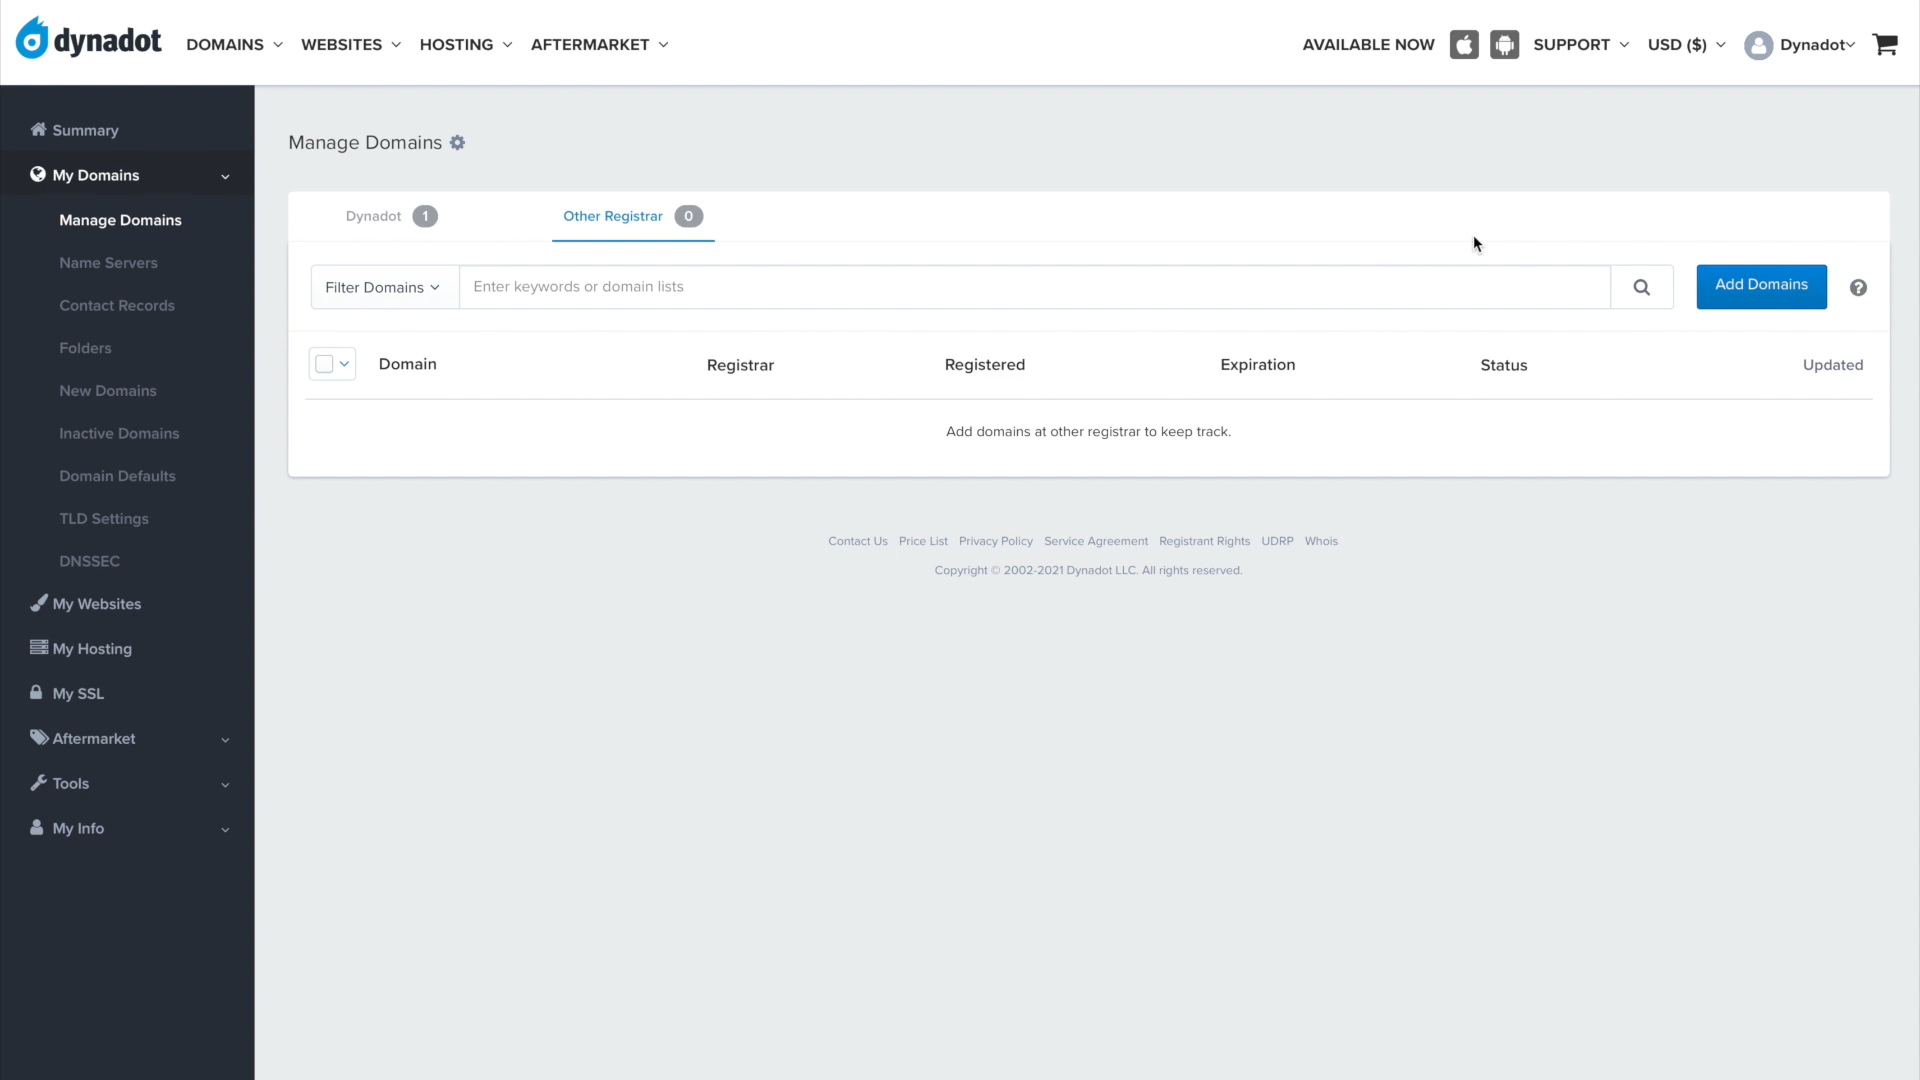 dynadot DOMAINS WEBSITES HOSTING AFTERMARKET AVAILABLE NOW SUPPORT USD ($) Dynadot
Summary
My Domains
Manage Domains
Name Servers
Contact Records
Folders
New Domains
Inactive Domains
Domain Defaults
TLD Settings
DNSSEC
My Websites
My Hosting
My SSL
Aftermarket
Tools
My Info
Manage Domains
Dynadot 1 Other Registrar 0
Filter Domains Enter keywords or domain lists Add Domains ?
Domain Registrar Registered Expiration Status Updated
Add domains at other registrar to keep track.
Contact Us Price List Privacy Policy Service Agreement Registrant Rights UDRP Whois
Copyright © 2002-2021 Dynadot LLC. All rights reserved.